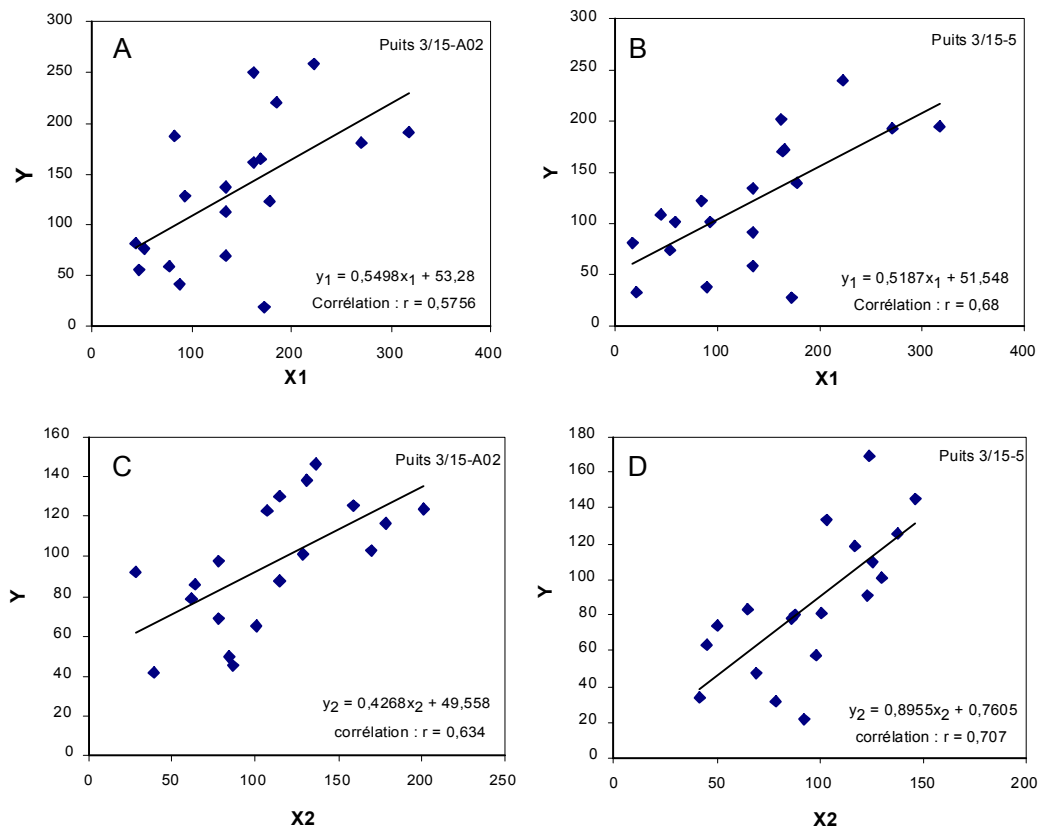 A
Puits 3/15-A02
300
250
200
150
100
50
0
Y
y1 = 0,5498x1 + 53,28
Corrélation : r = 0,5756
0 100 200 300 400
X1
B
Puits 3/15-5
300
250
200
150
100
50
0
Y
y1 = 0,5187x1 + 51,548
Corrélation : r = 0,68
0 100 200 300 400
X1
C
Puits 3/15-A02
160
140
120
100
80
60
40
20
0
Y
y2 = 0,4268x2 + 49,558
corrélation : r = 0,634
0 50 100 150 200 250
X2
D
Puits 3/15-5
180
160
140
120
100
80
60
40
20
0
Y
y2 = 0,8955x2 + 0,7605
corrélation : r = 0,707
0 50 100 150 200
X2